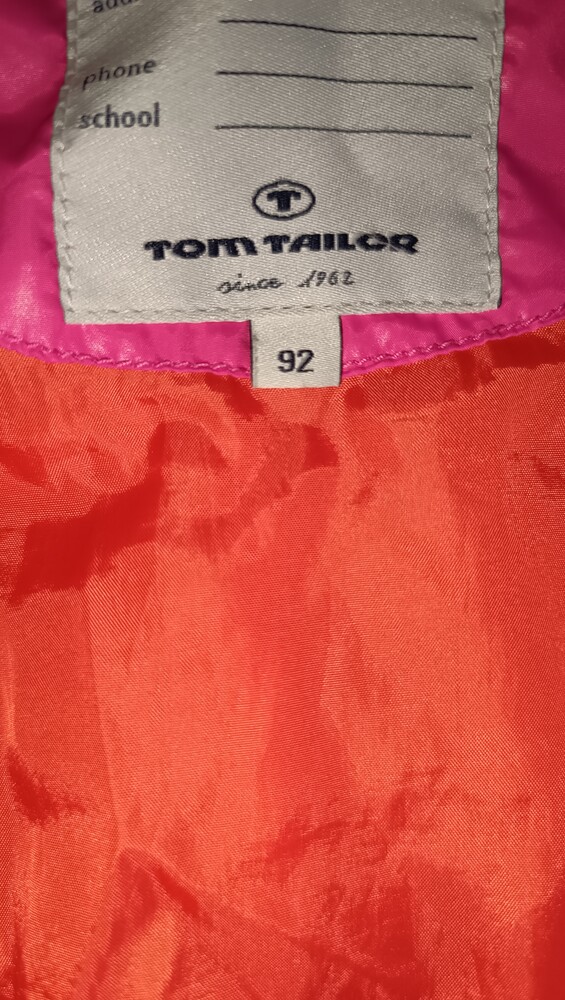 phone
school
T
TOM TAILOR
since 1962
92